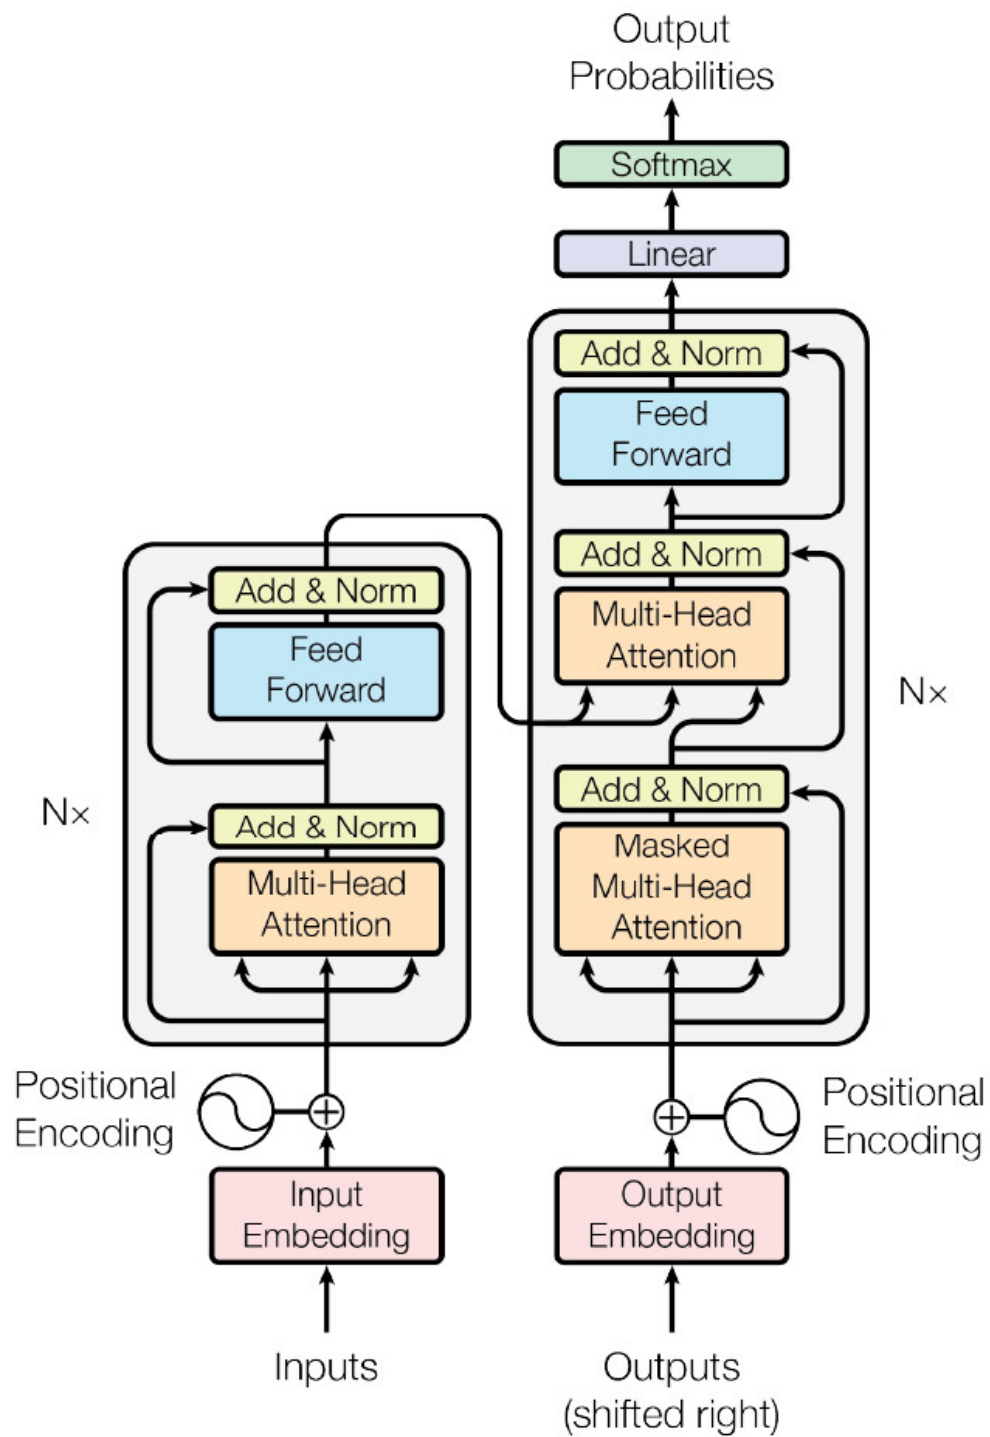 Output
Probabilities
Softmax
Linear
Add & Norm
Feed
Forward
Add & Norm
Multi-Head
Attention
N×
Add & Norm
Masked
Multi-Head
Attention
Add & Norm
Feed
Forward
N×
Add & Norm
Multi-Head
Attention
Positional
Encoding
Positional
Encoding
Input
Embedding
Output
Embedding
Inputs
Outputs
(shifted right)